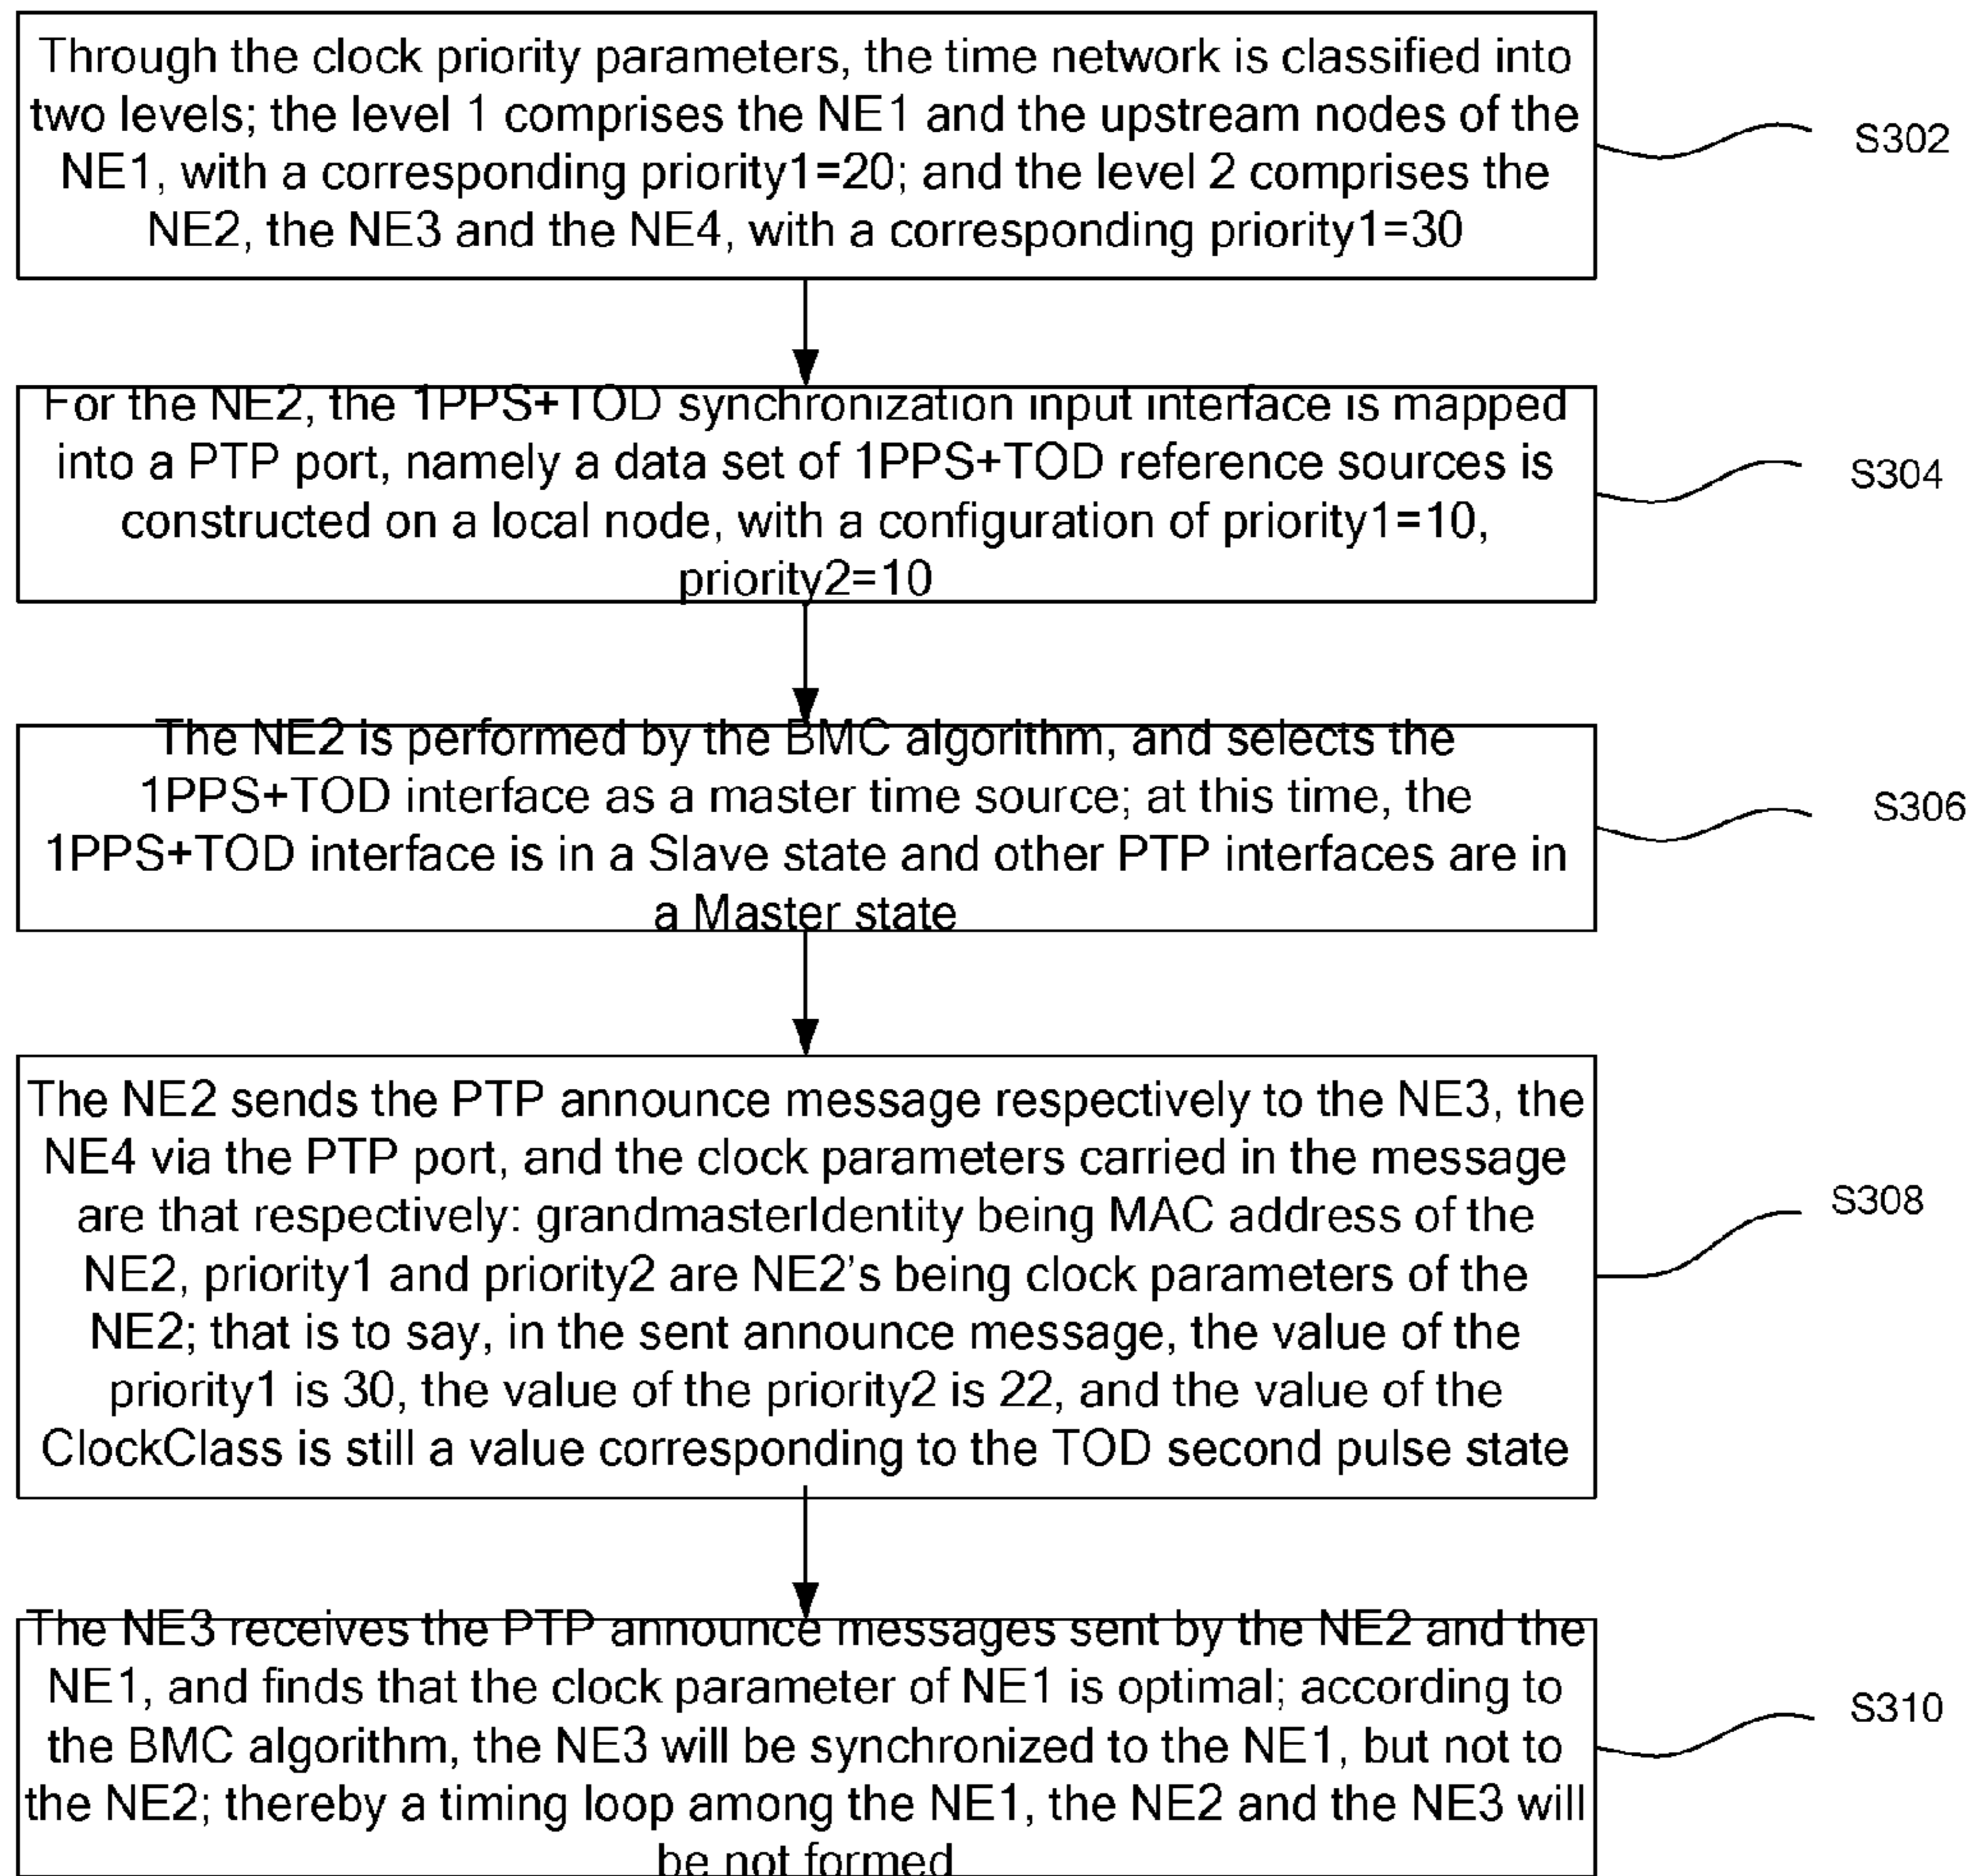 Through the clock priority parameters, the time network is classified into
two levels; the level 1 comprises the NE1 and the upstream nodes of the
NE1, with a corresponding priority1=20; and the level 2 comprises the
NE2, the NE3 and the NE4, with a corresponding priority1=30
S302
For the NE2, the 1PPS+TOD synchronization input interface is mapped
into a PTP port, namely a data set of 1PPS+TOD reference sources is
constructed on a local node, with a configuration of priority1=10,
priority2=10
S304
The NE2 is performed by the BMC algorithm, and selects the
1PPS+TOD interface as a master time source; at this time, the
1PPS+TOD interface is in a Slave state and other PTP interfaces are in
a Master state
S306
The NE2 sends the PTP announce message respectively to the NE3, the
NE4 via the PTP port, and the clock parameters carried in the message
are that respectively: grandmasterIdentity being MAC address of the
NE2, priority1 and priority2 are NE2's being clock parameters of the
NE2; that is to say, in the sent announce message, the value of the
priority1 is 30, the value of the priority2 is 22, and the value of the
ClockClass is still a value corresponding to the TOD second pulse state
S308
The NE3 receives the PTP announce messages sent by the NE2 and the
NE1, and finds that the clock parameter of NE1 is optimal; according to
the BMC algorithm, the NE3 will be synchronized to the NE1, but not to
the NE2; thereby a timing loop among the NE1, the NE2 and the NE3 will
be not formed
S310